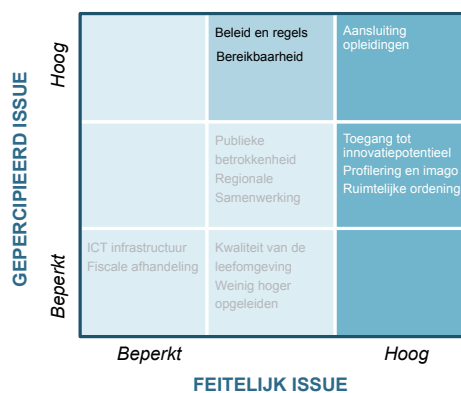 GEPERCIPIEERD ISSUE
Hoog
Beperkt
Beleid en regels
Bereikbaarheid
Aansluiting
opleidingen
Publieke
betrokkenheid
Regionale
Samenwerking
Toegang tot
innovatiepotentieel
Profilering en imago
Ruimtelijke ordening
ICT infrastructuur
Fiscale afhandeling
Kwaliteit van de
leefomgeving
Weinig hoger
opgeleiden
Beperkt
Hoog
FEITELIJK ISSUE